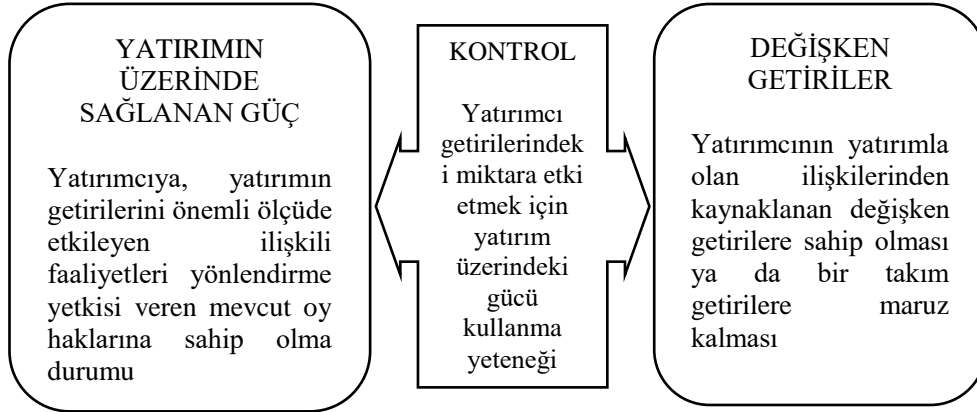 YATIRIMIN
ÜZERİNDE
SAĞLANAN GÜÇ
Yatırımcıya, yatırımın
getirilerini önemli ölçüde
etkileyen ilişkili
faaliyetleri yönlendirme
yetkisi veren mevcut oy
haklarına sahip olma
durumu
KONTROL
Yatırımcı
getirilerindek
i miktara etki
etmek için
yatırım
üzerindeki
gücü
kullanma
yeteneği
DEĞİŞKEN
GETİRİLER
Yatırımcının yatırımla
olan ilişkilerinden
kaynaklanan değişken
getirilere sahip olması
ya da bir takım
getirilere maruz
kalması